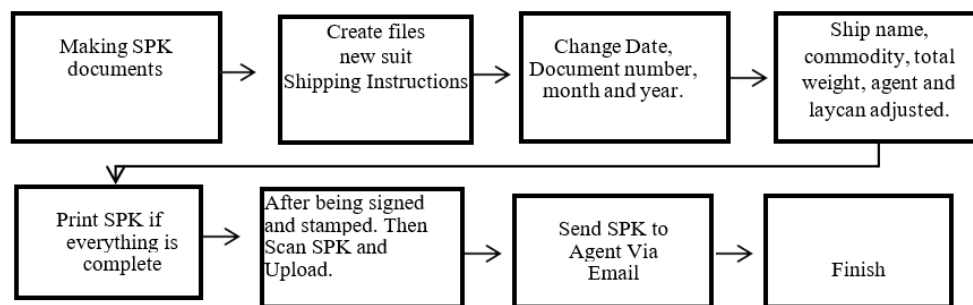 Making SPK
documents
Create files
new suit
Shipping Instructions
Change Date,
Document number,
month and year.
Ship name,
commodity, total
weight, agent and
laycan adjusted.
Print SPK if
everything is
complete
After being signed
and stamped. Then
Scan SPK and
Upload.
Send SPK to
Agent Via
Email
Finish